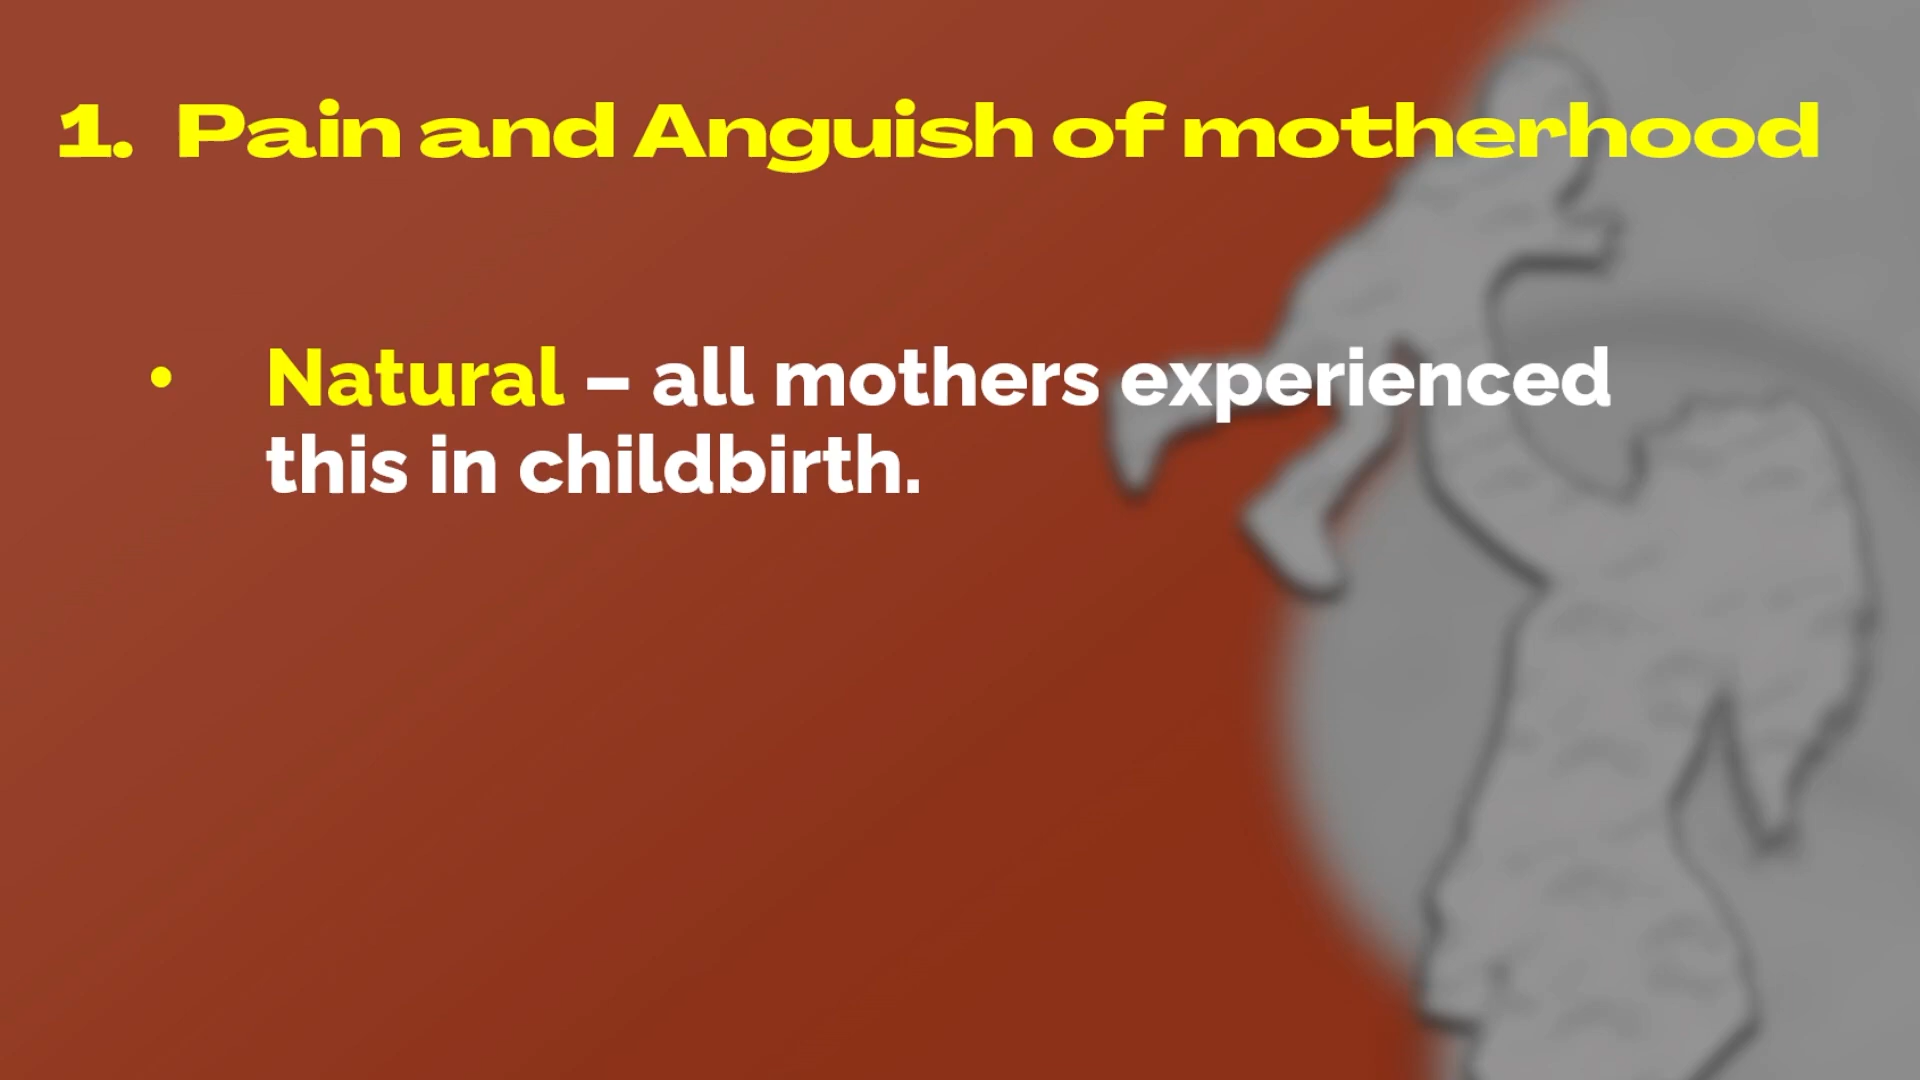 1. Pain and Anguish of motherhood
• Natural – all mothers experienced
this in childbirth.